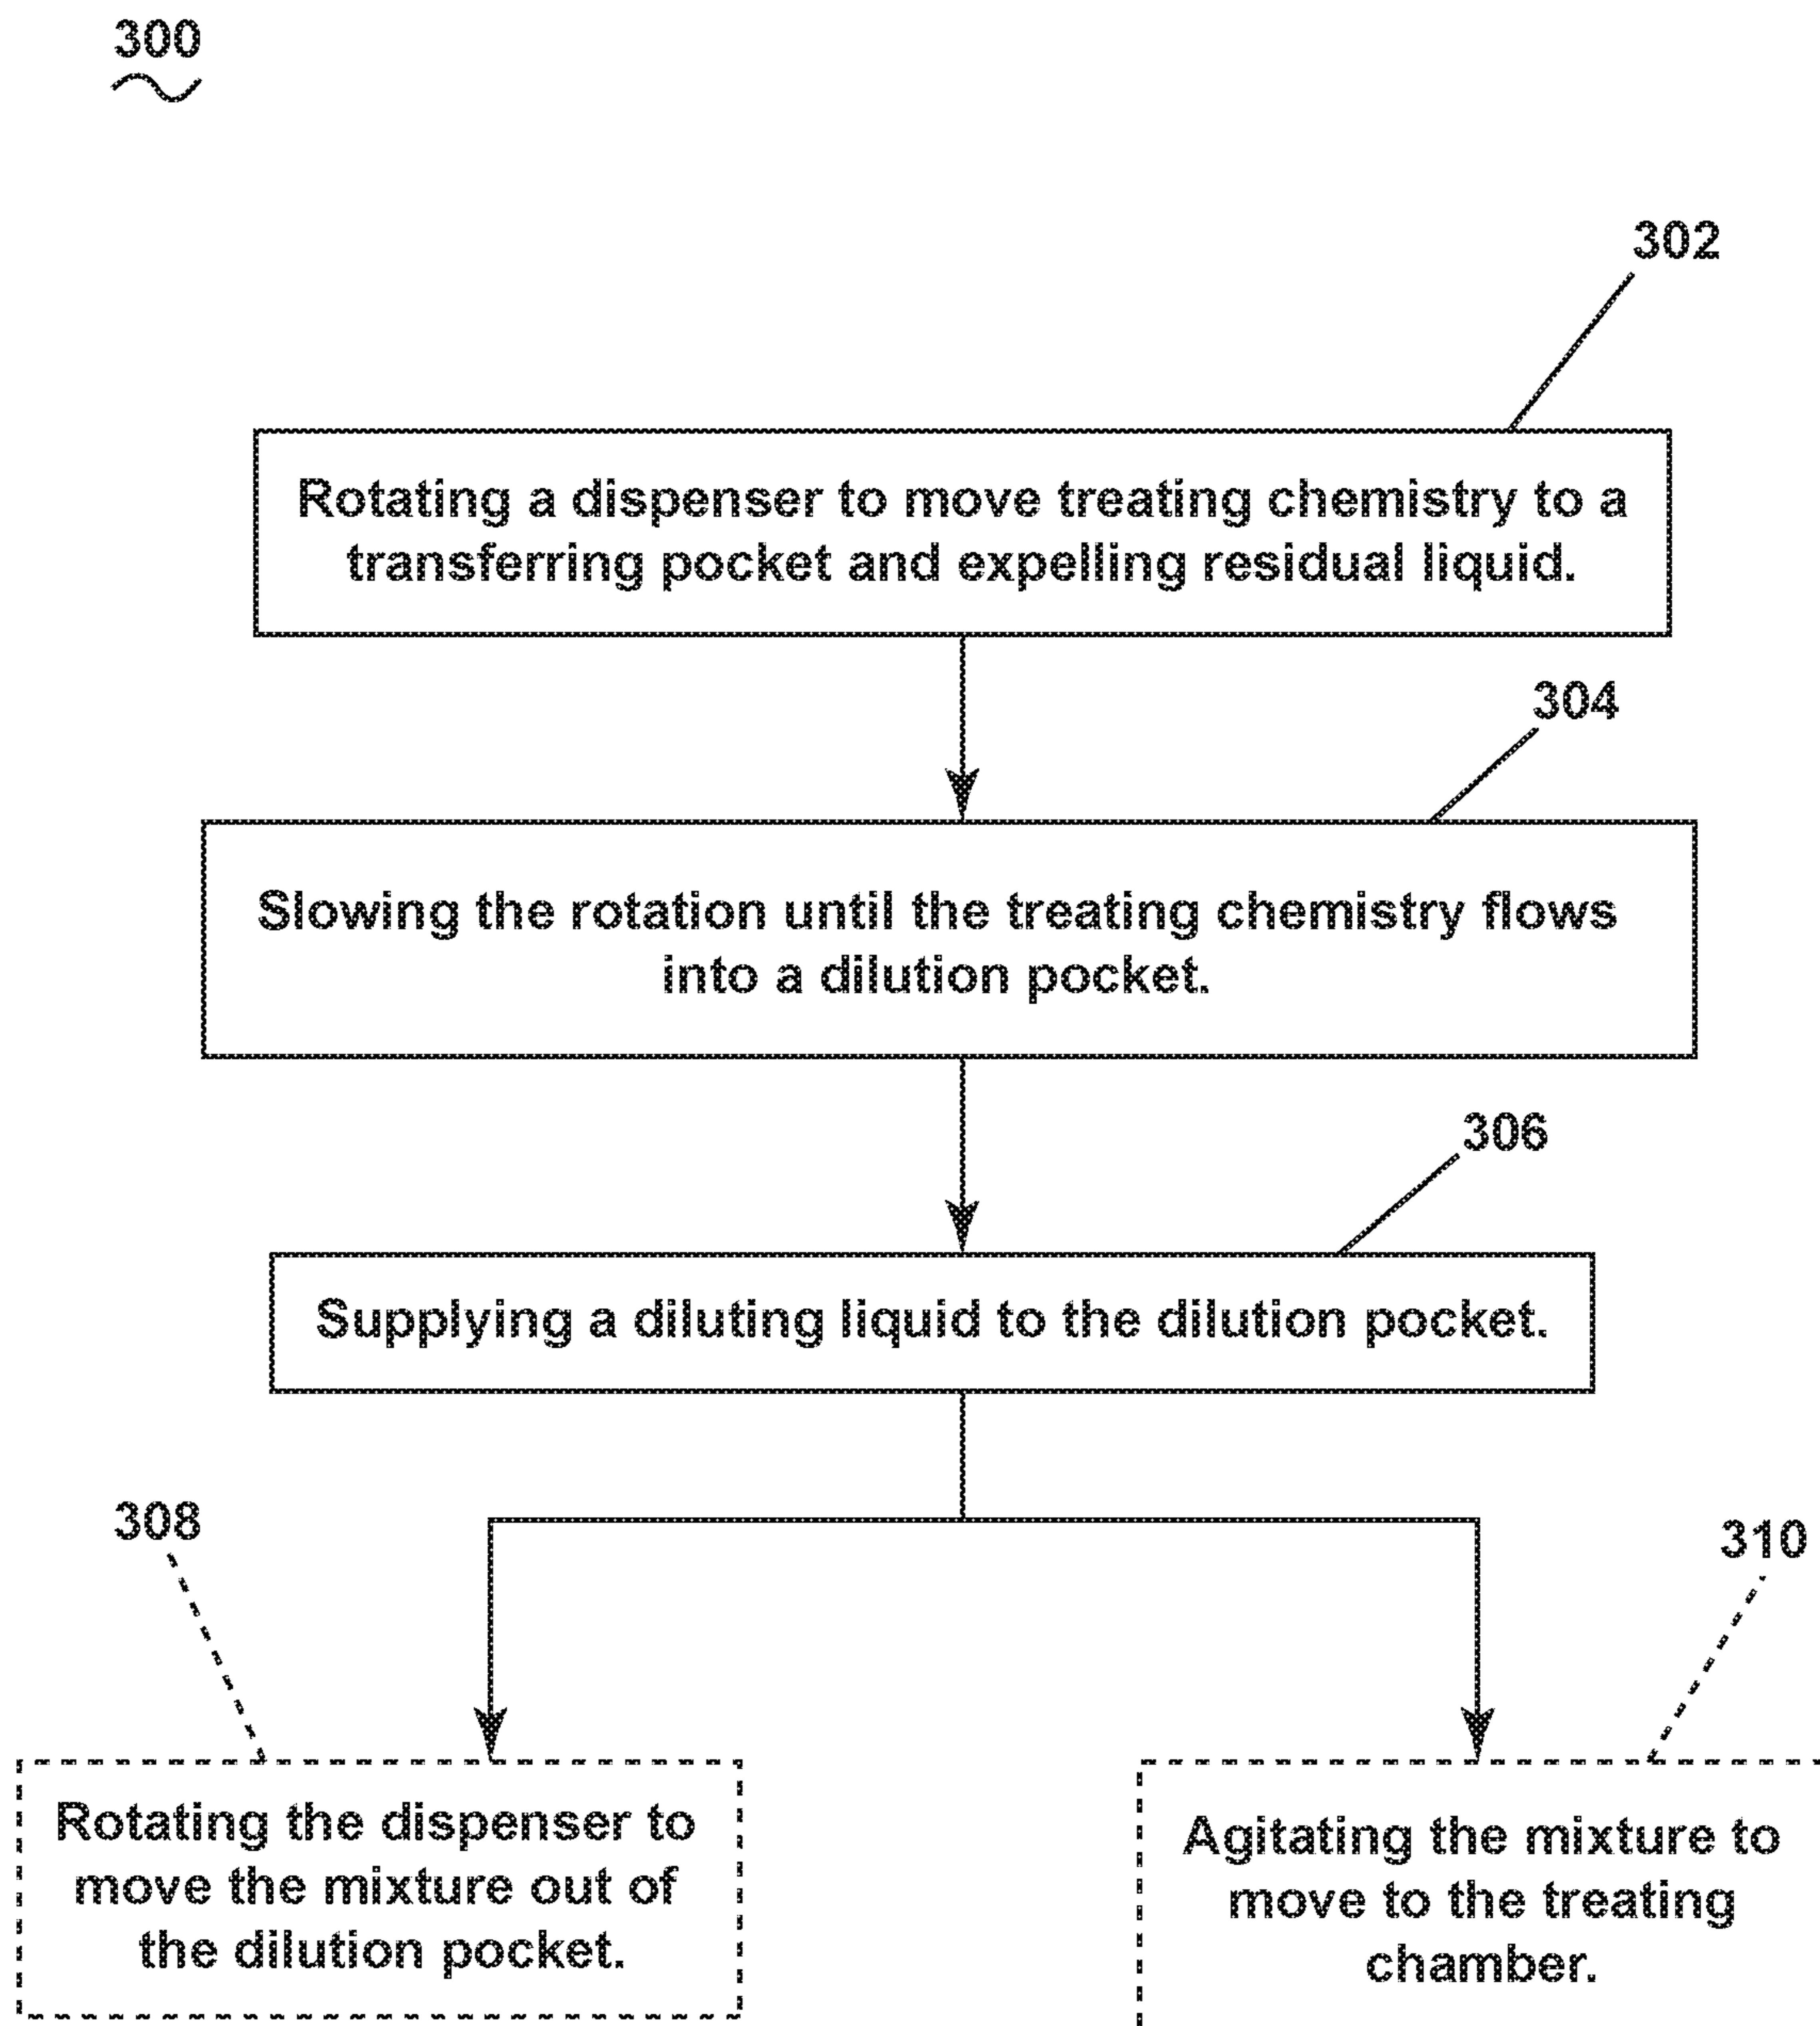 300
302
Rotating a dispenser to move treating chemistry to a
transferring pocket and expelling residual liquid.
304
Slowing the rotation until the treating chemistry flows
into a dilution pocket.
306
Supplying a diluting liquid to the dilution pocket.
308
310
Rotating the dispenser to
move the mixture out of
the dilution pocket.
Agitating the mixture to
move to the treating
chamber.